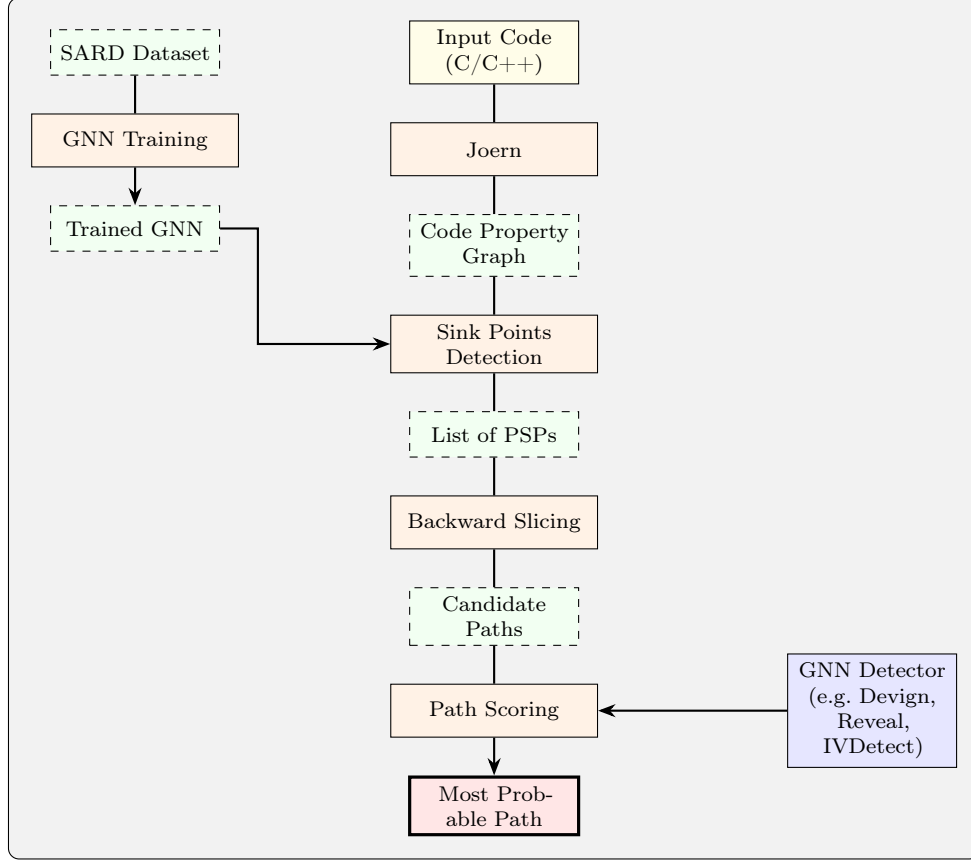 SARD Dataset
GNN Training
Trained GNN
Input Code
(C/C++)
Joern
Code Property
Graph
Sink Points
Detection
List of PSPs
Backward Slicing
Candidate
Paths
Path Scoring
GNN Detector
(e.g. Devign,
Reveal,
IVDetect)
Most Prob-
able Path